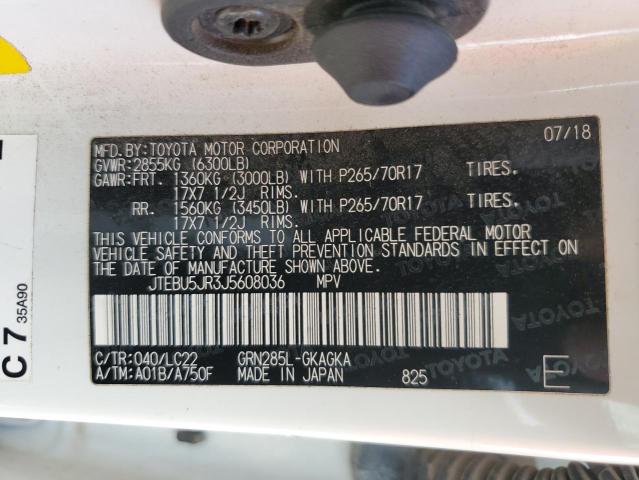 MFD.BY:TOYOTA MOTOR CORPORATION 07/18
GVWR:2855KG (6300LB)
GAWR:FRT. 1360KG (3000LB) WITH P265/70R17 TIRES.
17X7 1/2J RIMS.
RR. 1560KG (3450LB) WITH P265/70R17 TIRES.
17X7 1/2J RIMS.
THIS VEHICLE CONFORMS TO ALL APPLICABLE FEDERAL MOTOR
VEHICLE SAFETY AND THEFT PREVENTION STANDARDS IN EFFECT ON
THE DATE OF MANUFACTURE SHOWN ABOVE.
JTEBU5JR3J5608036 MPV
C/TR:040/LC22 GRN285L-GKAGKA
A/TM:A01B/A750F MADE IN JAPAN 825 E
C 7 35A90